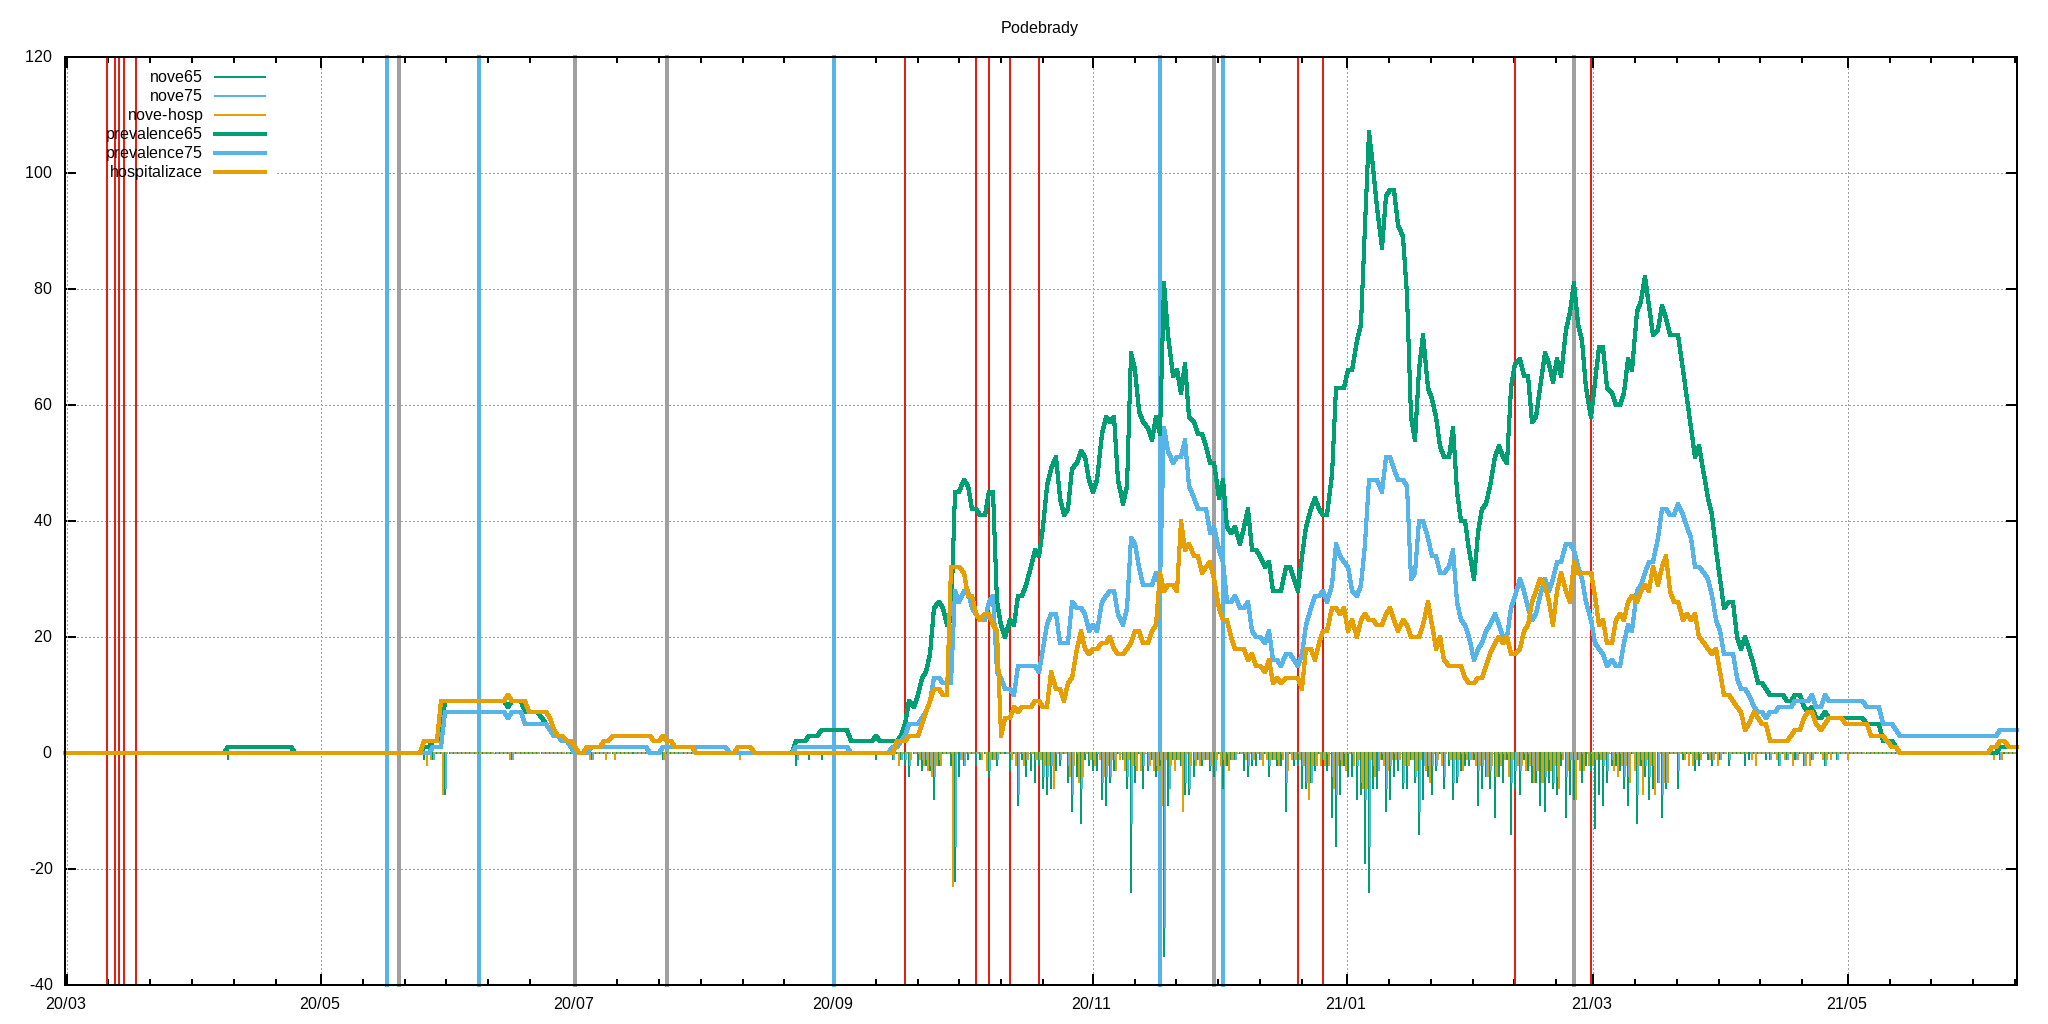 Podebrady
120
100
80
60
40
20
0
-20
-40
nove65
nove75
nove-hosp
prevalence65
prevalence75
hospitalizace
20/03 20/05 20/07 20/09 20/11 21/01 21/03 21/05